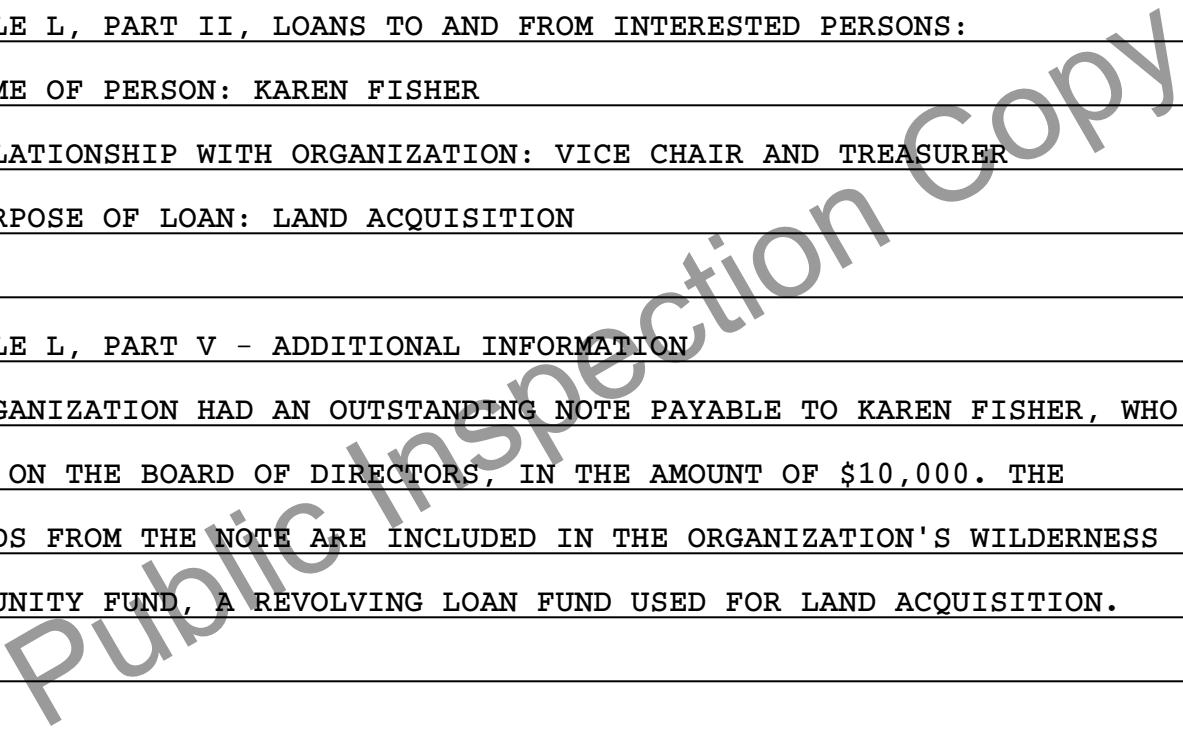 LE L, PART II, LOANS TO AND FROM INTERESTED PERSONS:
ME OF PERSON: KAREN FISHER
LATIONSHIP WITH ORGANIZATION: VICE CHAIR AND TREASURER
RPOSE OF LOAN: LAND ACQUISITION
LE L, PART V - ADDITIONAL INFORMATION
GANIZATION HAD AN OUTSTANDING NOTE PAYABLE TO KAREN FISHER, WHO
ON THE BOARD OF DIRECTORS, IN THE AMOUNT OF $10,000. THE
DS FROM THE NOTE ARE INCLUDED IN THE ORGANIZATION'S WILDERNESS
UNITY FUND, A REVOLVING LOAN FUND USED FOR LAND ACQUISITION.
Public Inspection Copy